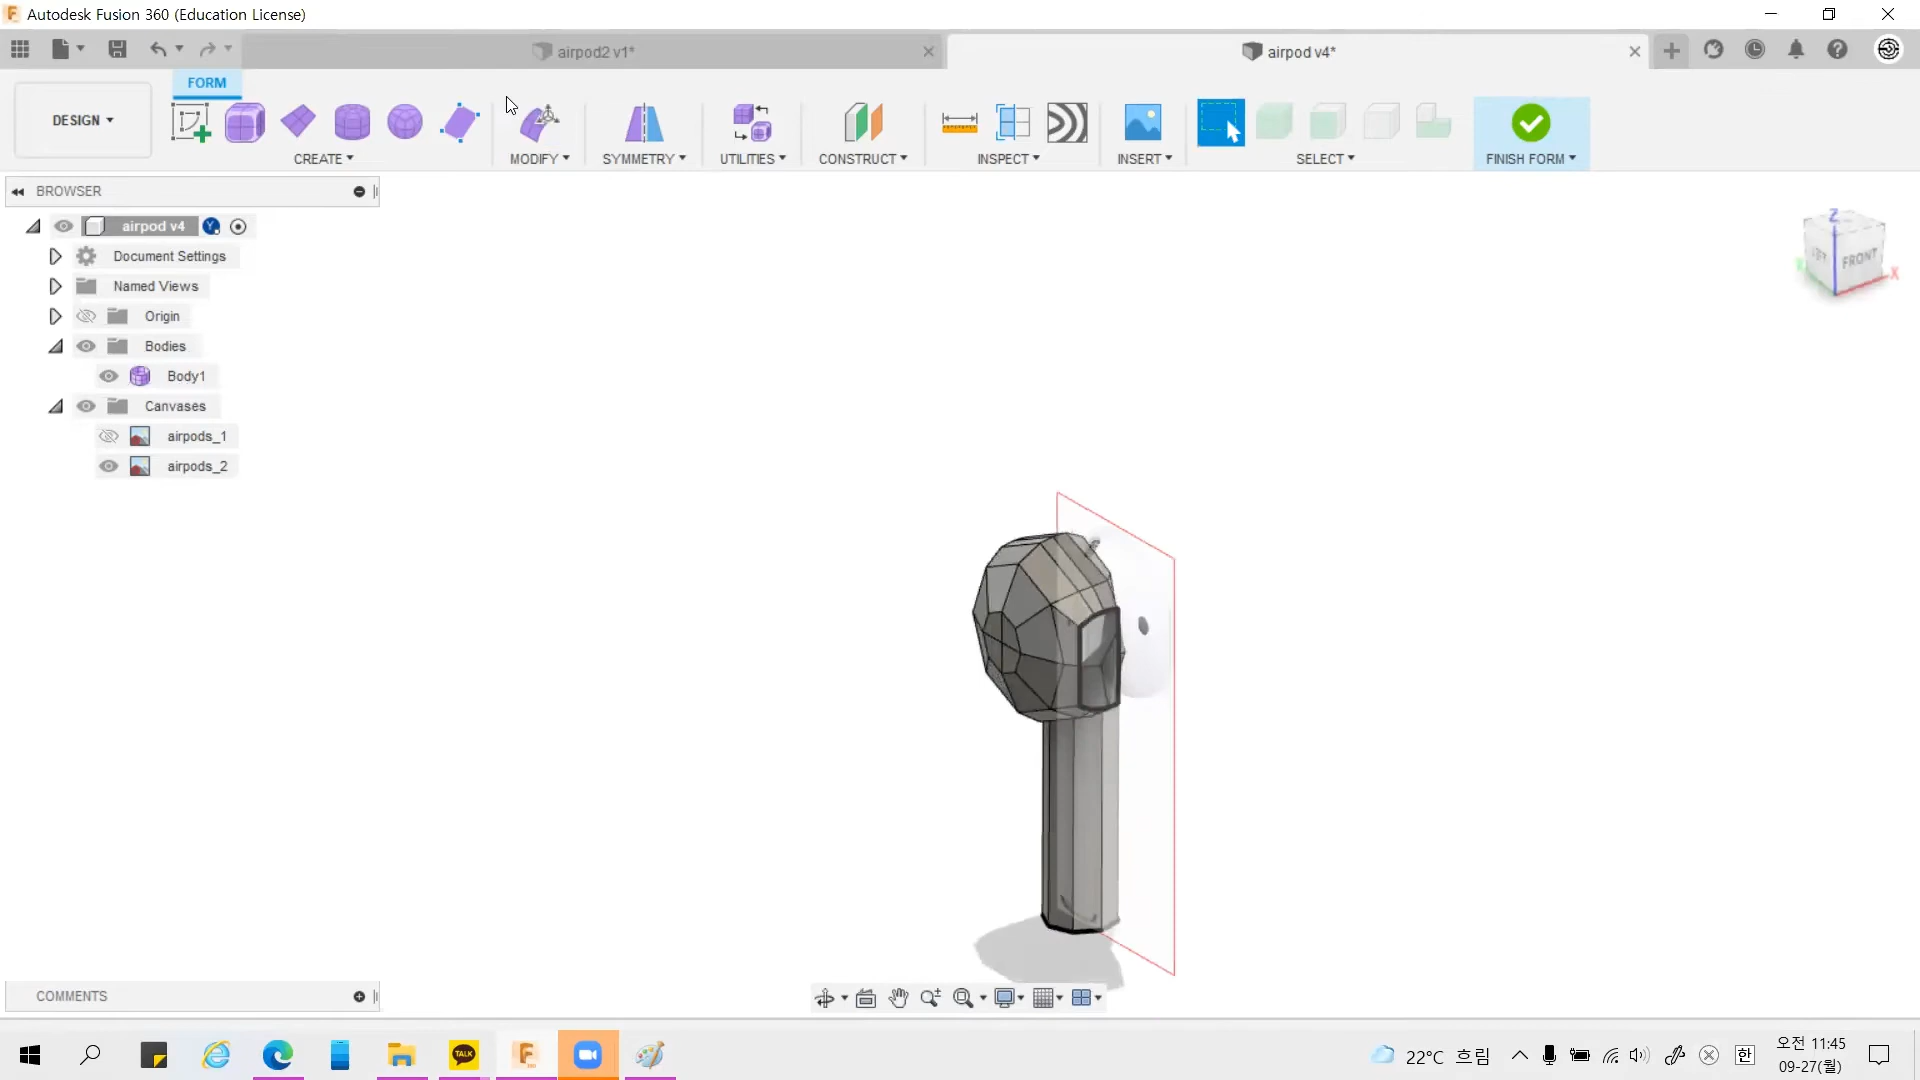 Autodesk Fusion 360 (Education License)
airpod2 v1*
airpod v4*
FORM
DESIGN
CREATE
MODIFY
SYMMETRY
UTILITIES
CONSTRUCT
INSPECT
INSERT
SELECT
FINISH FORM
BROWSER
airpod v4
Document Settings
Named Views
Origin
Bodies
Body1
Canvases
airpods_1
airpods_2
Z
FRONT
X
COMMENTS
TALK
22°C 흐림
한
오전 11:45
09-27(월)